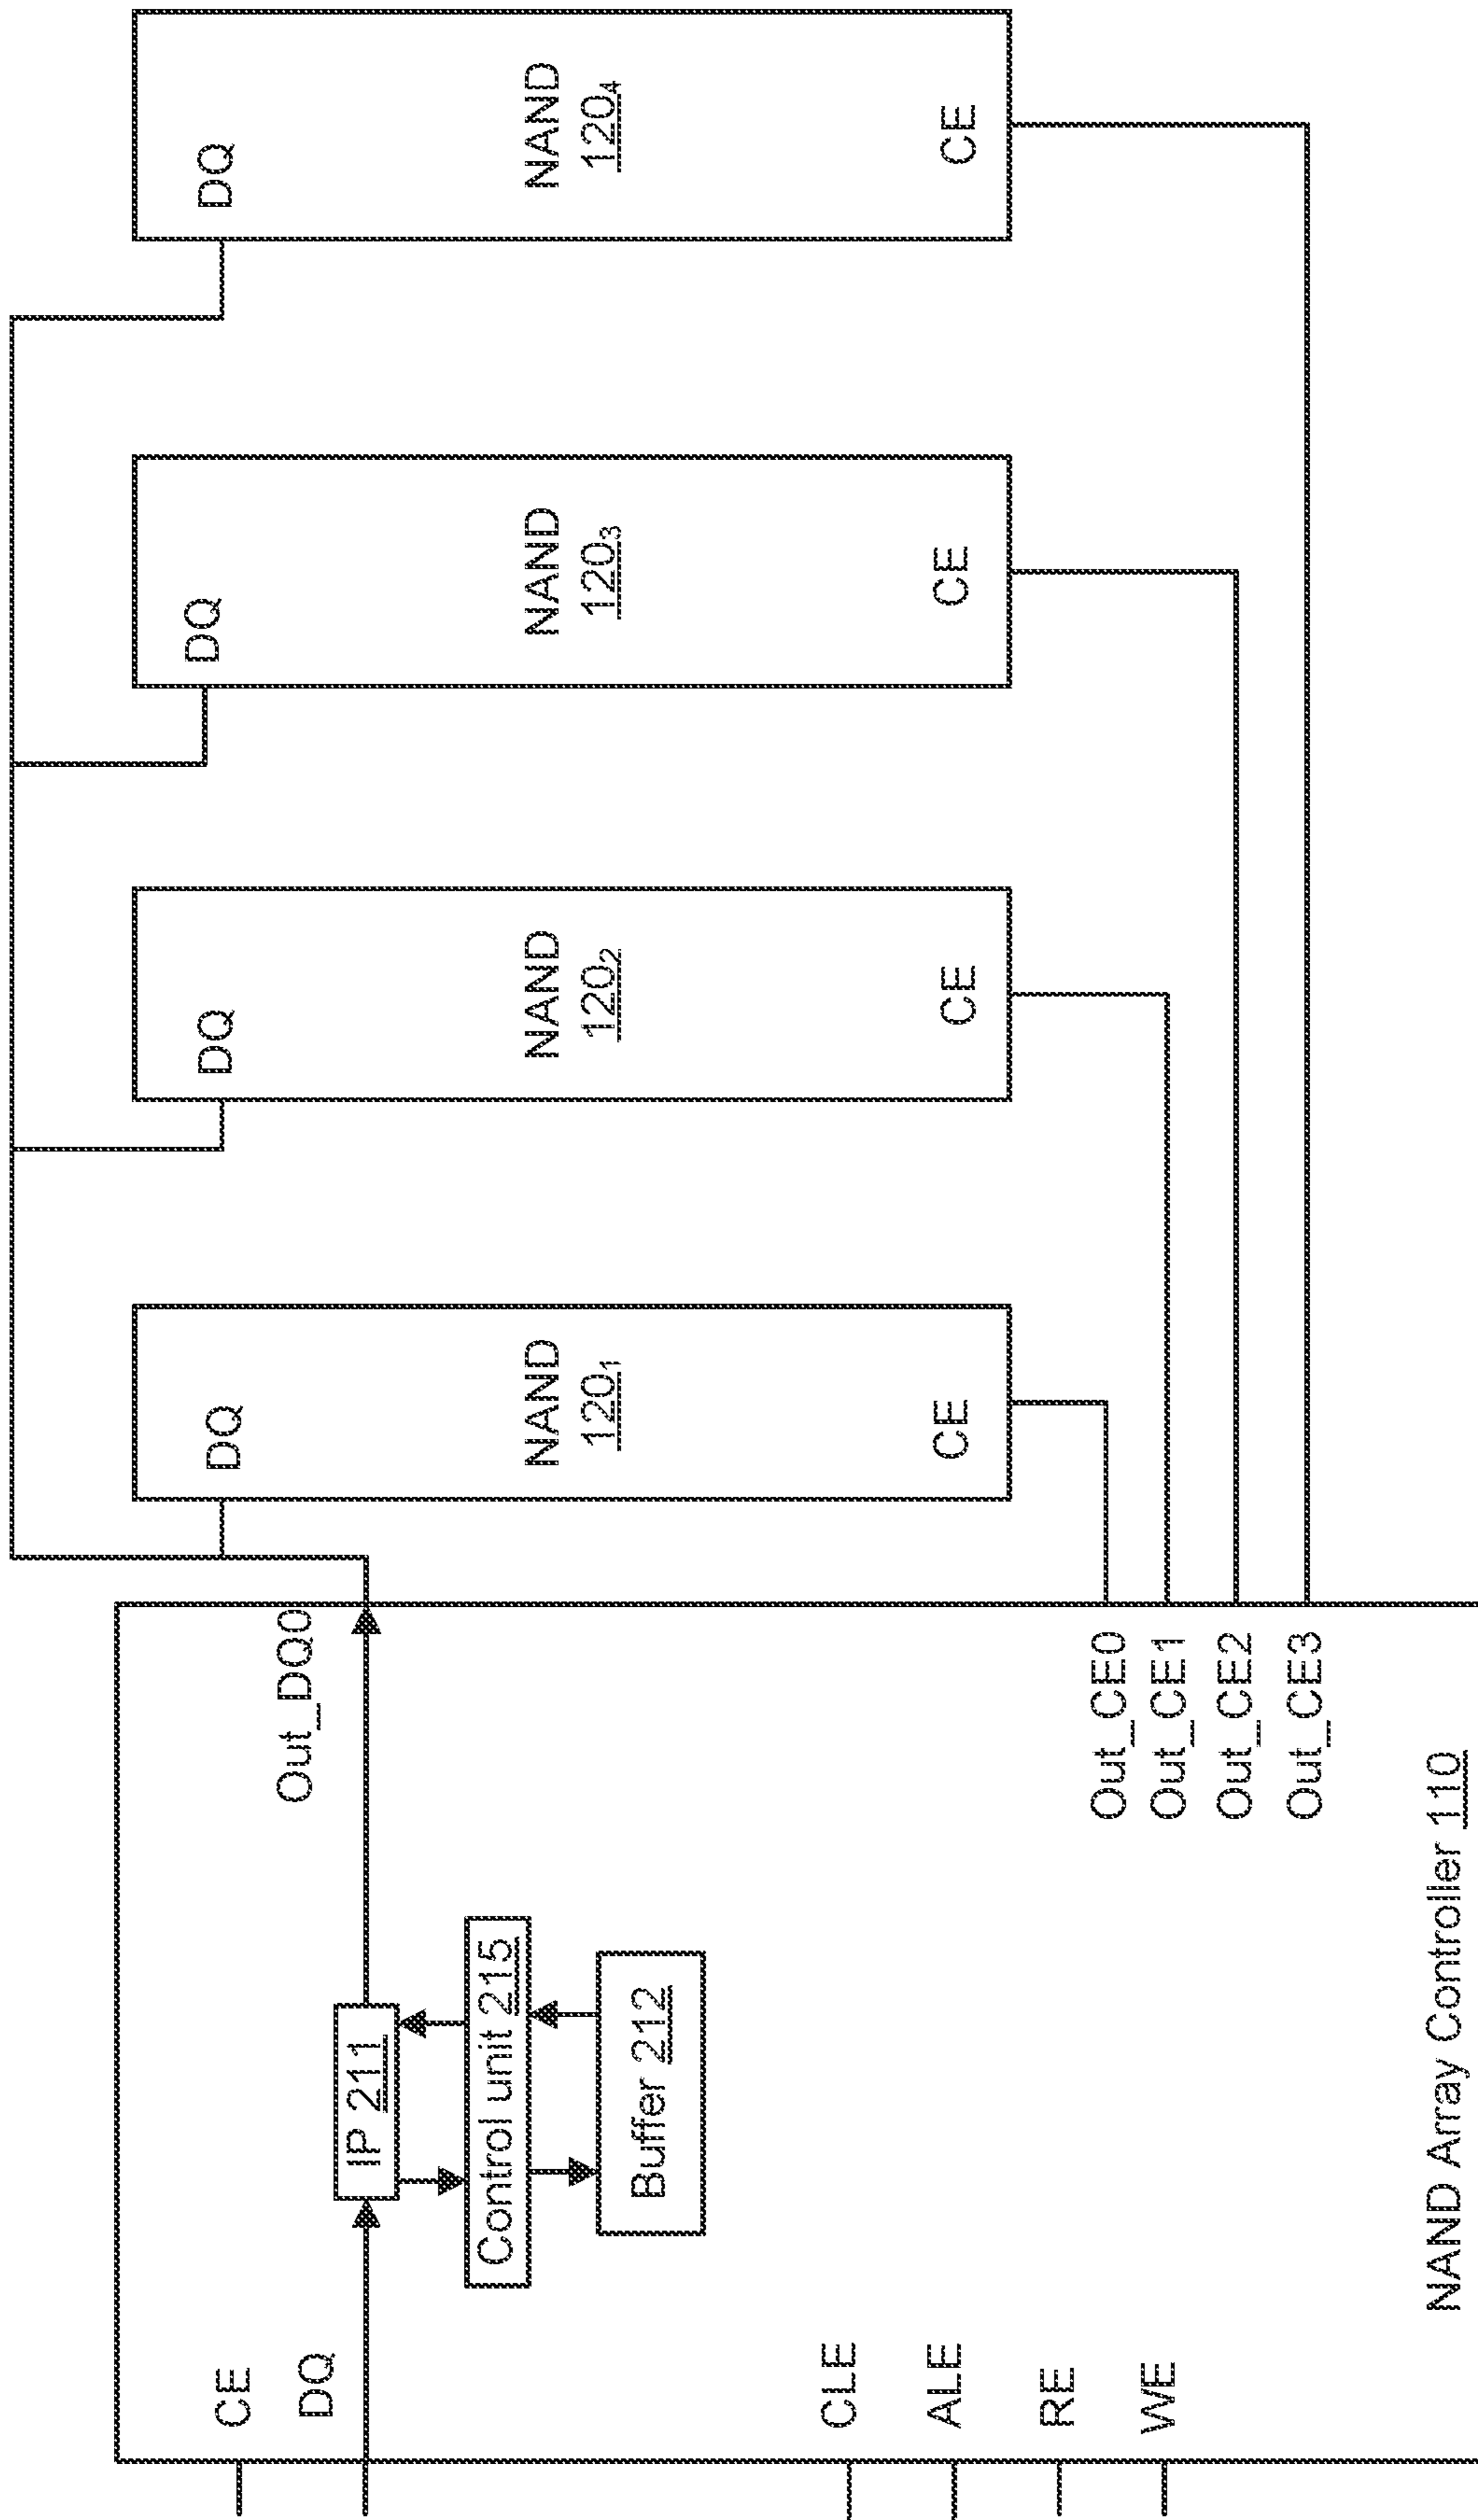 CE
DQ
CLE
ALE
RE
WE
IP 211
Control unit 215
Buffer 212
Out_DQ0
Out_CE0
Out_CE1
Out_CE2
Out_CE3
NAND Array Controller 110
DQ
NAND
120₁
CE
DQ
NAND
120₂
CE
DQ
NAND
120₃
CE
DQ
NAND
120₄
CE